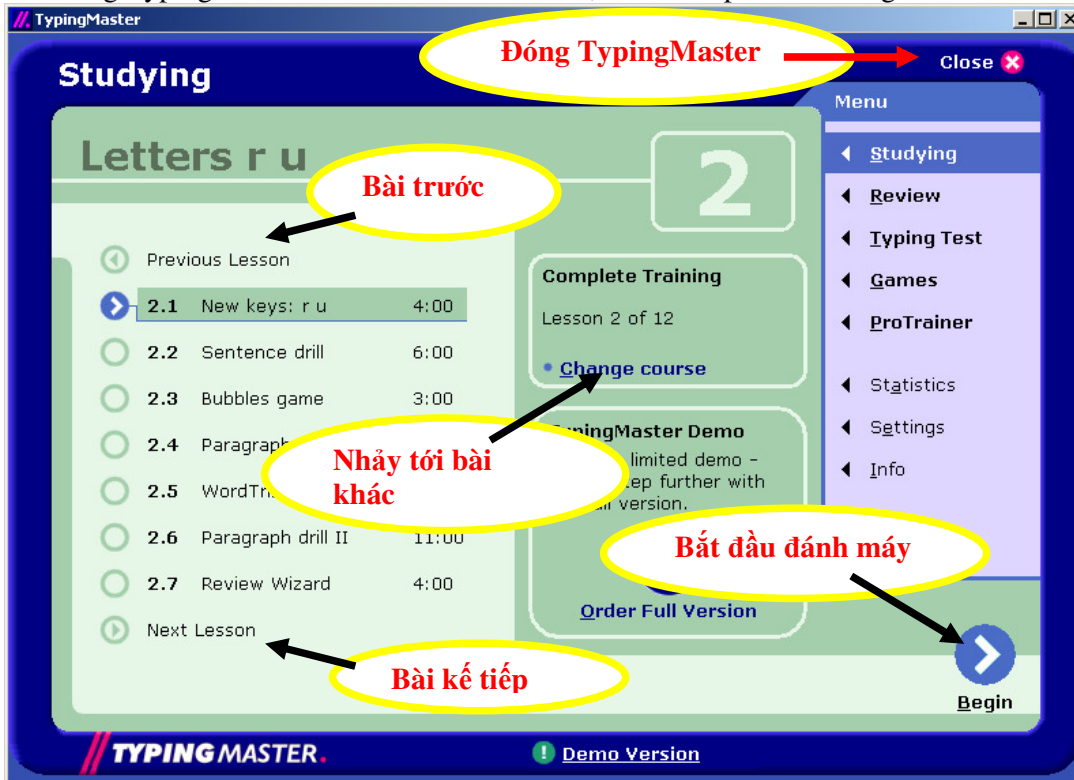 TypingMaster
Đóng TypingMaster
Close
Studying
Menu
Letters r u
2
Studying
Review
Typing Test
Games
ProTrainer
Statistics
Settings
Info
Bài trước
Previous Lesson
2.1 New keys: r u 4:00
2.2 Sentence drill 6:00
2.3 Bubbles game 3:00
2.4 Paragraph
2.5
2.6 Paragraph drill II 11:00
2.7 Review Wizard 4:00
Next Lesson
Complete Training
Lesson 2 of 12
Change course
Nhảy tới bài
khác
Demo
limited demo –
further with
version.
Order Full Version
Bắt đầu đánh máy
Bài kế tiếp
Begin
TYPING MASTER.
Demo Version